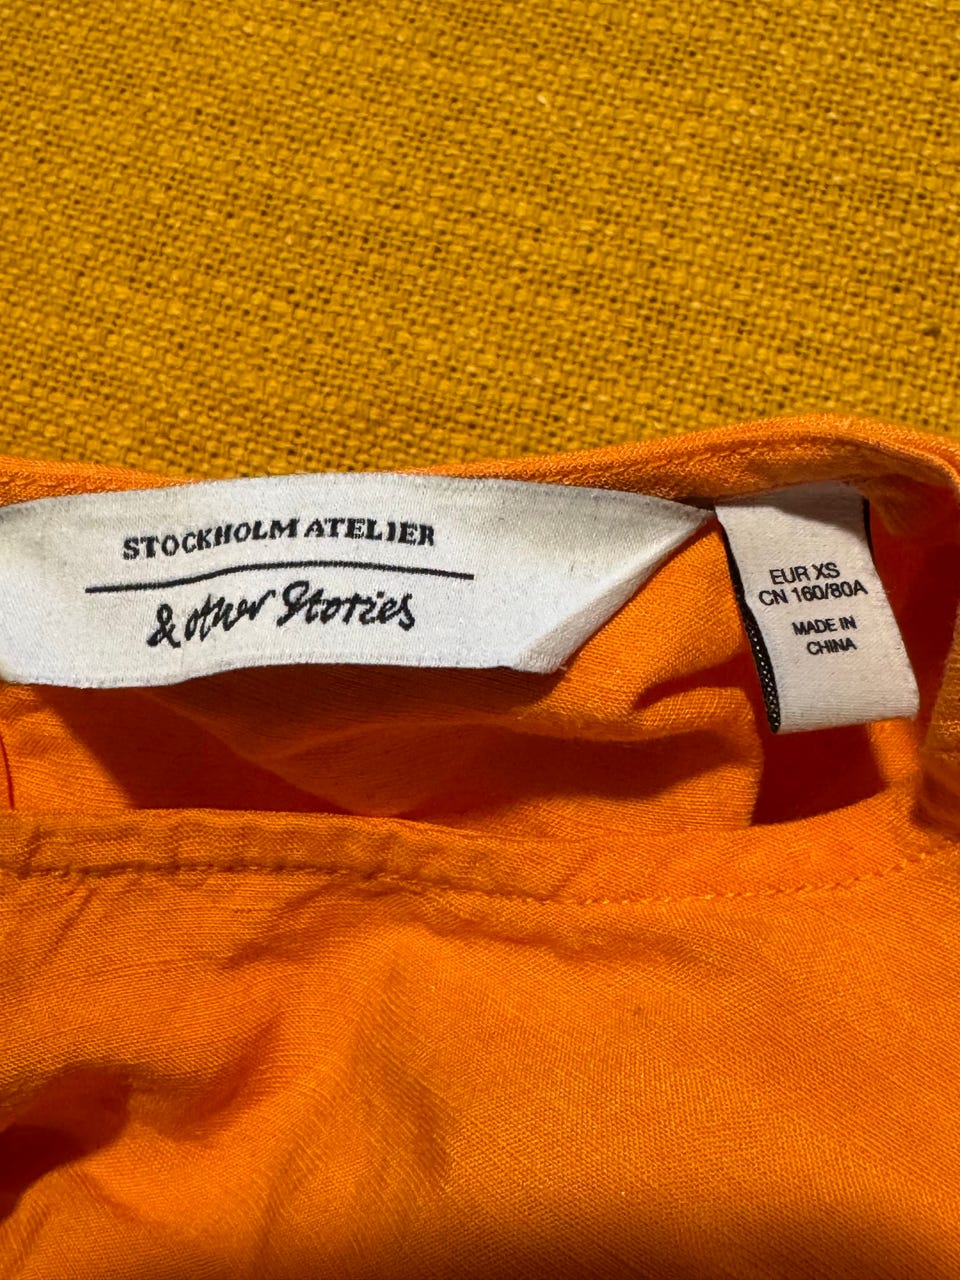 STOCKHOLM ATELIER
& other Stories
EUR XS
CN 160/80A
MADE IN
CHINA